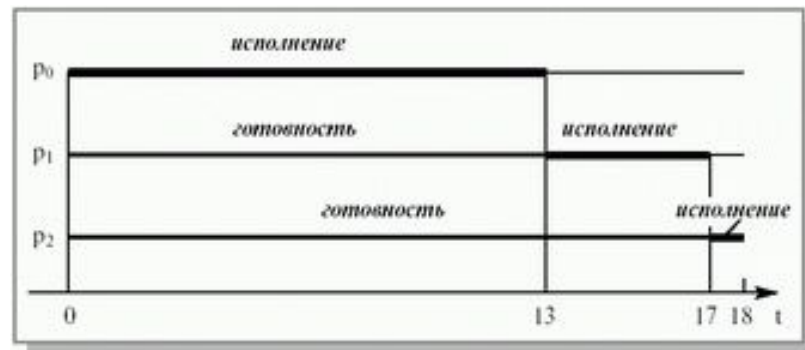 исполнение
p0
готовность исполнение
p1
готовность исполнение
p2
0 13 17 18 t